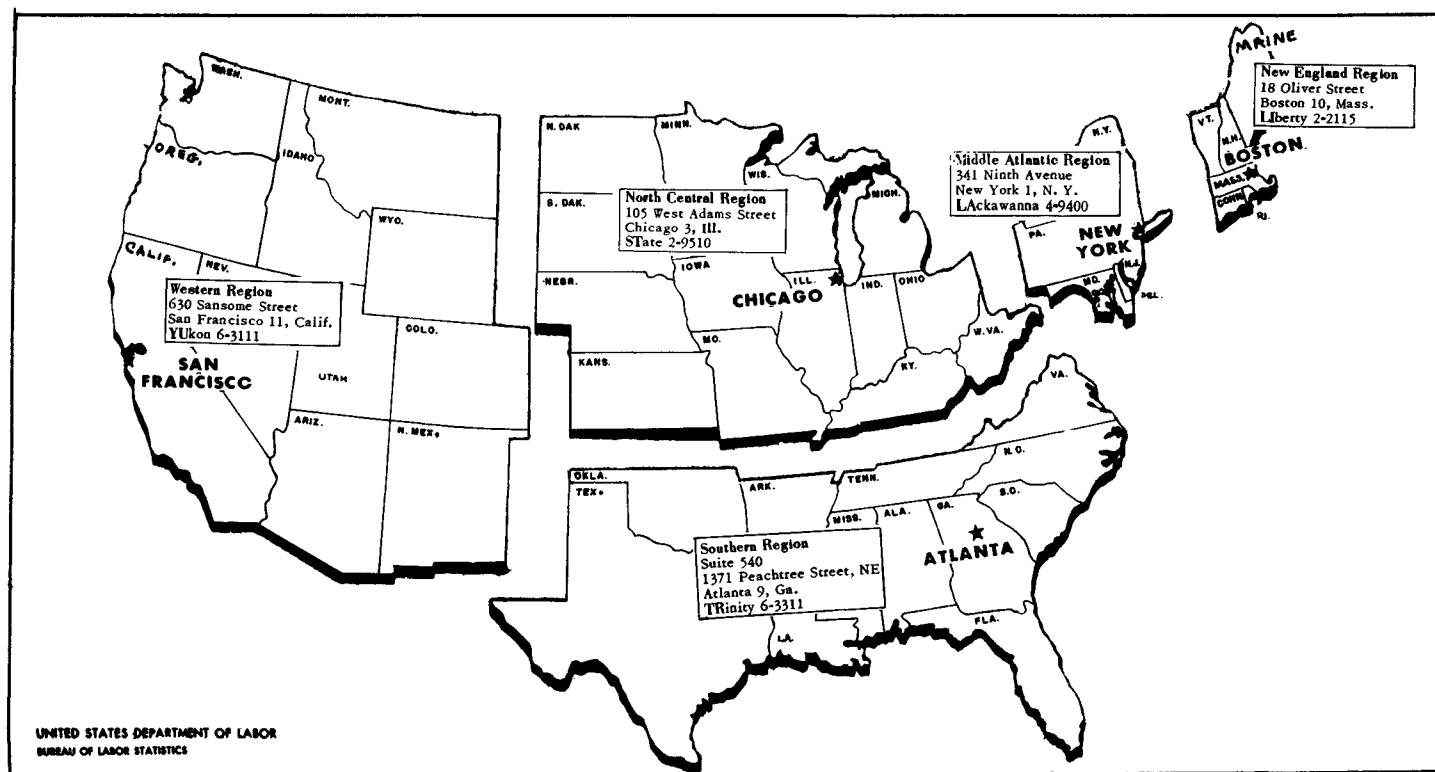 WASH.
MONT.
OREG.
IDAHO
WYO.
CALIF.
NEV.
Western Region
630 Sansome Street
San Francisco 11, Calif.
YUkon 6-3111
SAN
FRANCISCO
UTAH
COLO.
ARIZ.
N. MEX.
N. DAK
MINN.
S. DAK.
WIS.
MICH.
North Central Region
105 West Adams Street
Chicago 3, Ill.
STate 2-9510
NEBR.
IOWA
ILL.
IND.
OHIO
CHICAGO
KANS.
MO.
KY.
W. VA.
N.Y.
Middle Atlantic Region
341 Ninth Avenue
New York 1, N. Y.
LAckawanna 4-9400
PA.
NEW
YORK
N.J.
MD.
DEL.
MAINE
New England Region
18 Oliver Street
Boston 10, Mass.
LIberty 2-2115
VT.
N.H.
BOSTON
MASS.
CONN.
R.I.
VA.
OKLA.
TEX.
ARK.
TENN.
N. C.
S.C.
MISS.
ALA.
GA.
ATLANTA
Southern Region
Suite 540
1371 Peachtree Street, NE
Atlanta 9, Ga.
TRinity 6-3311
LA.
FLA.
UNITED STATES DEPARTMENT OF LABOR
BUREAU OF LABOR STATISTICS